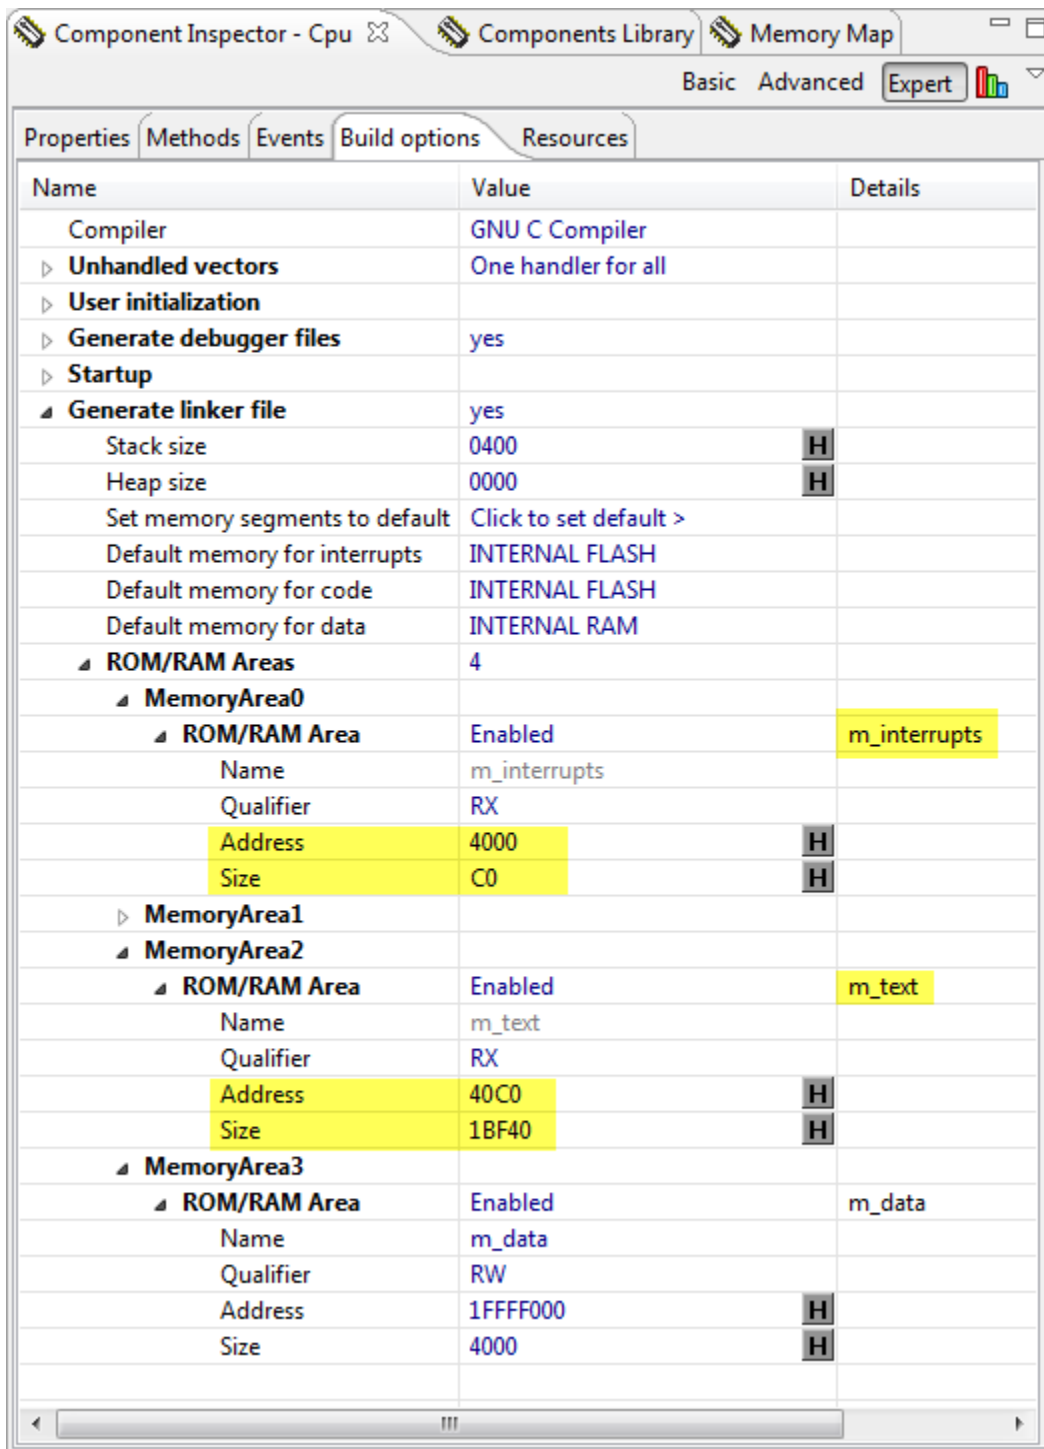 Component Inspector - Cpu Components Library Memory Map
Basic Advanced Expert
Properties Methods Events Build options Resources
Name Value Details
Compiler GNU C Compiler
Unhandled vectors One handler for all
User initialization
Generate debugger files yes
Startup
Generate linker file yes
Stack size 0400 H
Heap size 0000 H
Set memory segments to default Click to set default >
Default memory for interrupts INTERNAL FLASH
Default memory for code INTERNAL FLASH
Default memory for data INTERNAL RAM
ROM/RAM Areas 4
MemoryArea0
ROM/RAM Area Enabled m_interrupts
Name m_interrupts
Qualifier RX
Address 4000 H
Size C0 H
MemoryArea1
MemoryArea2
ROM/RAM Area Enabled m_text
Name m_text
Qualifier RX
Address 40C0 H
Size 1BF40 H
MemoryArea3
ROM/RAM Area Enabled m_data
Name m_data
Qualifier RW
Address 1FFFF000 H
Size 4000 H